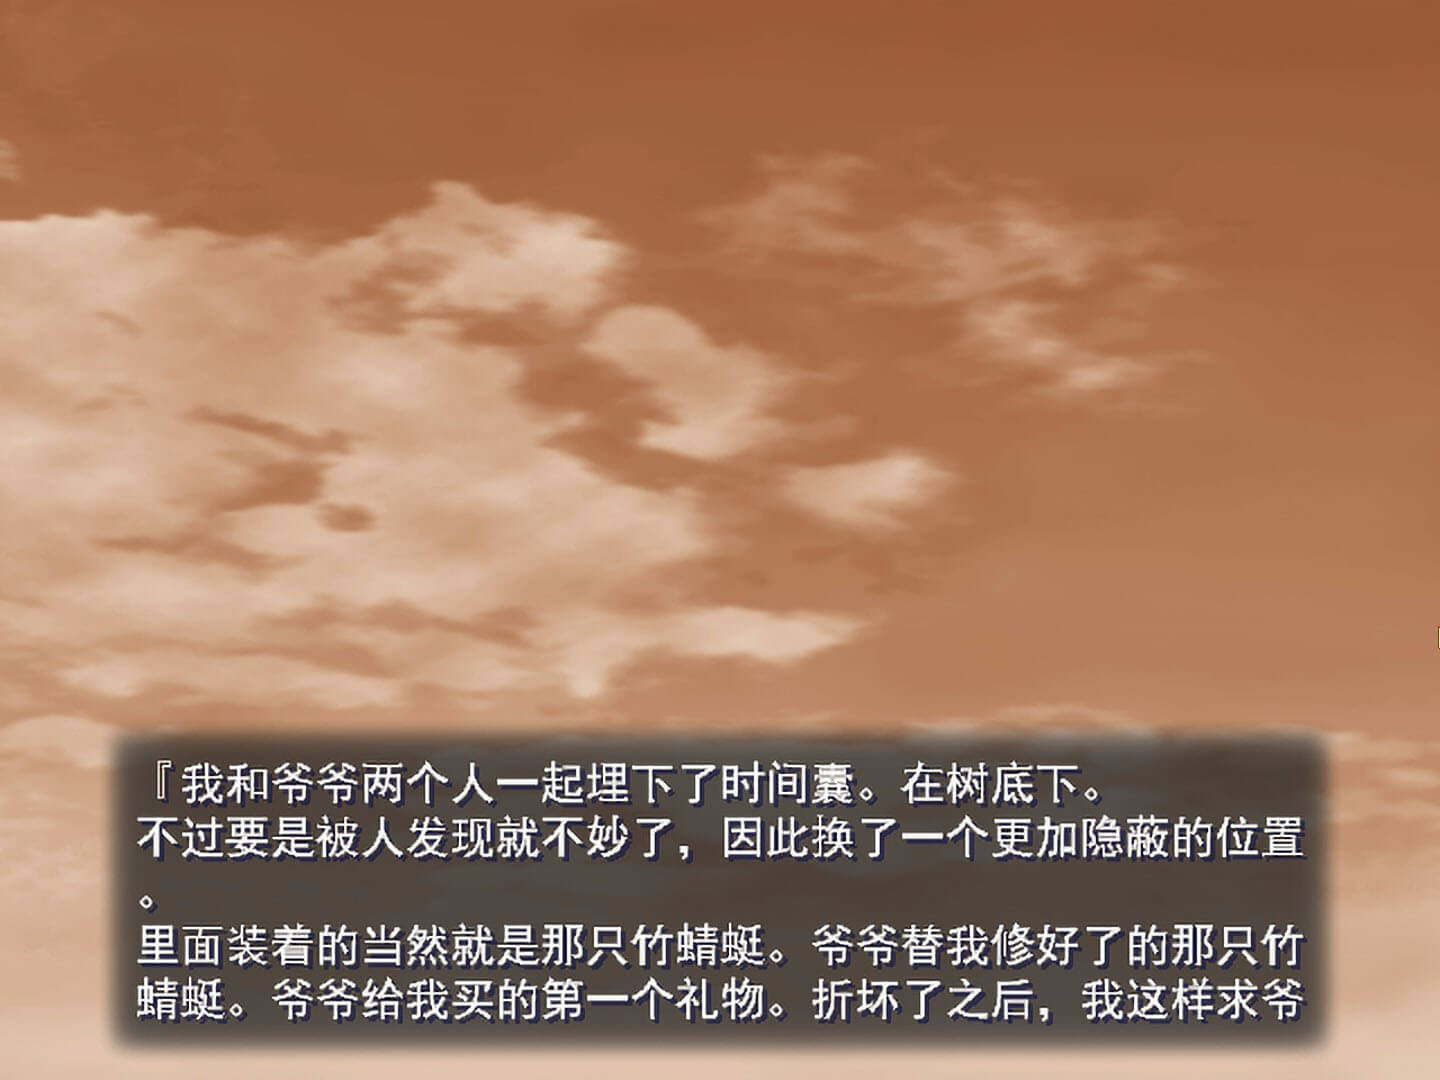 『我和爷爷两个人一起埋下了时间囊。在树底下。
不过要是被人发现就不妙了，因此换了一个更加隐蔽的位置
。
里面装着的当然就是那只竹蜻蜓。爷爷替我修好了的那只竹
蜻蜓。爷爷给我买的第一个礼物。折坏了之后，我这样求爷